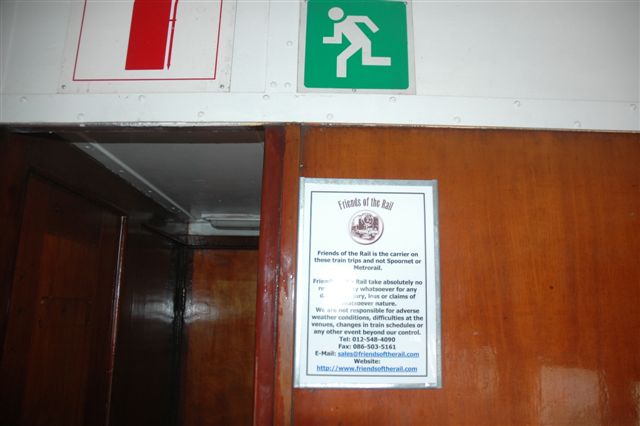 Friends of the Rail
Friends of the Rail is the carrier on
these train trips and not Spoornet or
Metrorail.
Rail take absolutely no
whatsoever for any
loss or claims of
whatsoever nature.
We are not responsible for adverse
weather conditions, difficulties at the
venues, changes in train schedules or
any other event beyond our control.
Tel: 012-548-4090
Fax: 086-503-5161
E-Mail: sales@friendsoftherail.com
Website:
http://www.friendsoftherail.com